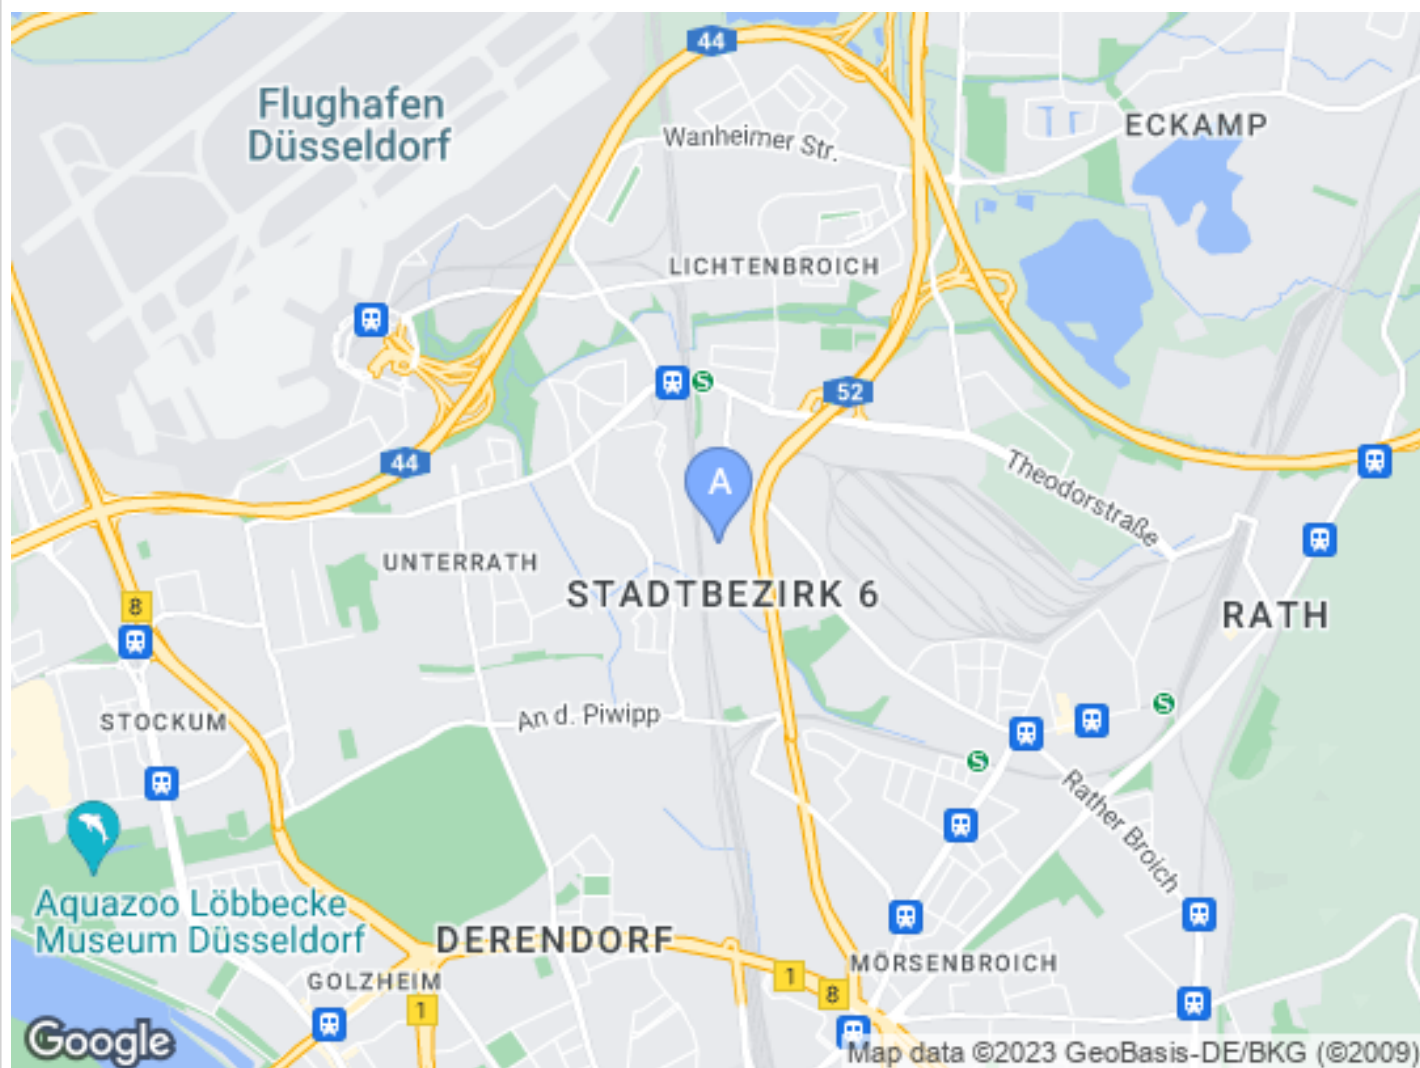 44
Flughafen
Düsseldorf
Wanheimer Str.
ECKAMP
LICHTENBROICH
S
52
44
A
Theodorstraße
UNTERRATH
STADTBEZIRK 6
8
RATH
S
STOCKUM
An d. Piwipp
S
Rather Broich
Aquazoo Löbbecke
Museum Düsseldorf
DERENDORF
MÖRSENBROICH
GOLZHEIM
1
8
1
Google
Map data ©2023 GeoBasis-DE/BKG (©2009)